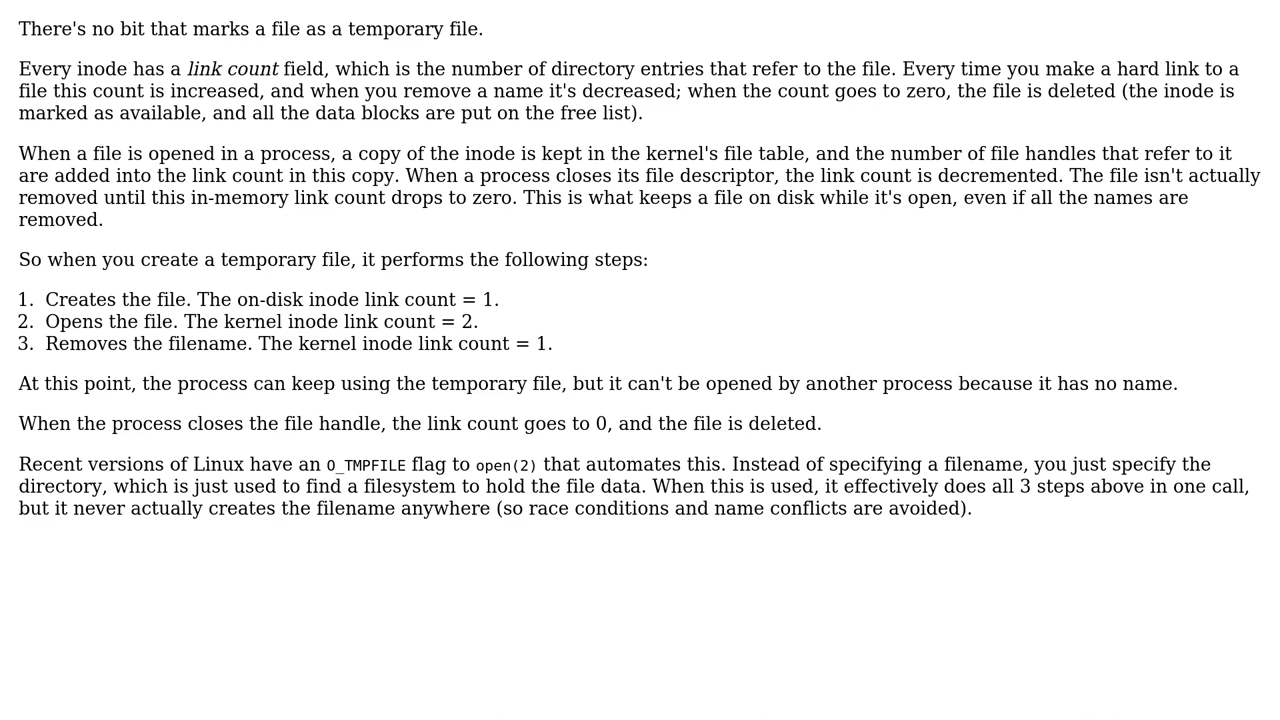 There's no bit that marks a file as a temporary file.
Every inode has a link count field, which is the number of directory entries that refer to the file. Every time you make a hard link to a
file this count is increased, and when you remove a name it's decreased; when the count goes to zero, the file is deleted (the inode is
marked as available, and all the data blocks are put on the free list).
When a file is opened in a process, a copy of the inode is kept in the kernel's file table, and the number of file handles that refer to it
are added into the link count in this copy. When a process closes its file descriptor, the link count is decremented. The file isn't actually
removed until this in-memory link count drops to zero. This is what keeps a file on disk while it's open, even if all the names are
removed.
So when you create a temporary file, it performs the following steps:
1. Creates the file. The on-disk inode link count = 1.
2. Opens the file. The kernel inode link count = 2.
3. Removes the filename. The kernel inode link count = 1.
At this point, the process can keep using the temporary file, but it can't be opened by another process because it has no name.
When the process closes the file handle, the link count goes to 0, and the file is deleted.
Recent versions of Linux have an O_TMPFILE flag to open(2) that automates this. Instead of specifying a filename, you just specify the
directory, which is just used to find a filesystem to hold the file data. When this is used, it effectively does all 3 steps above in one call,
but it never actually creates the filename anywhere (so race conditions and name conflicts are avoided).